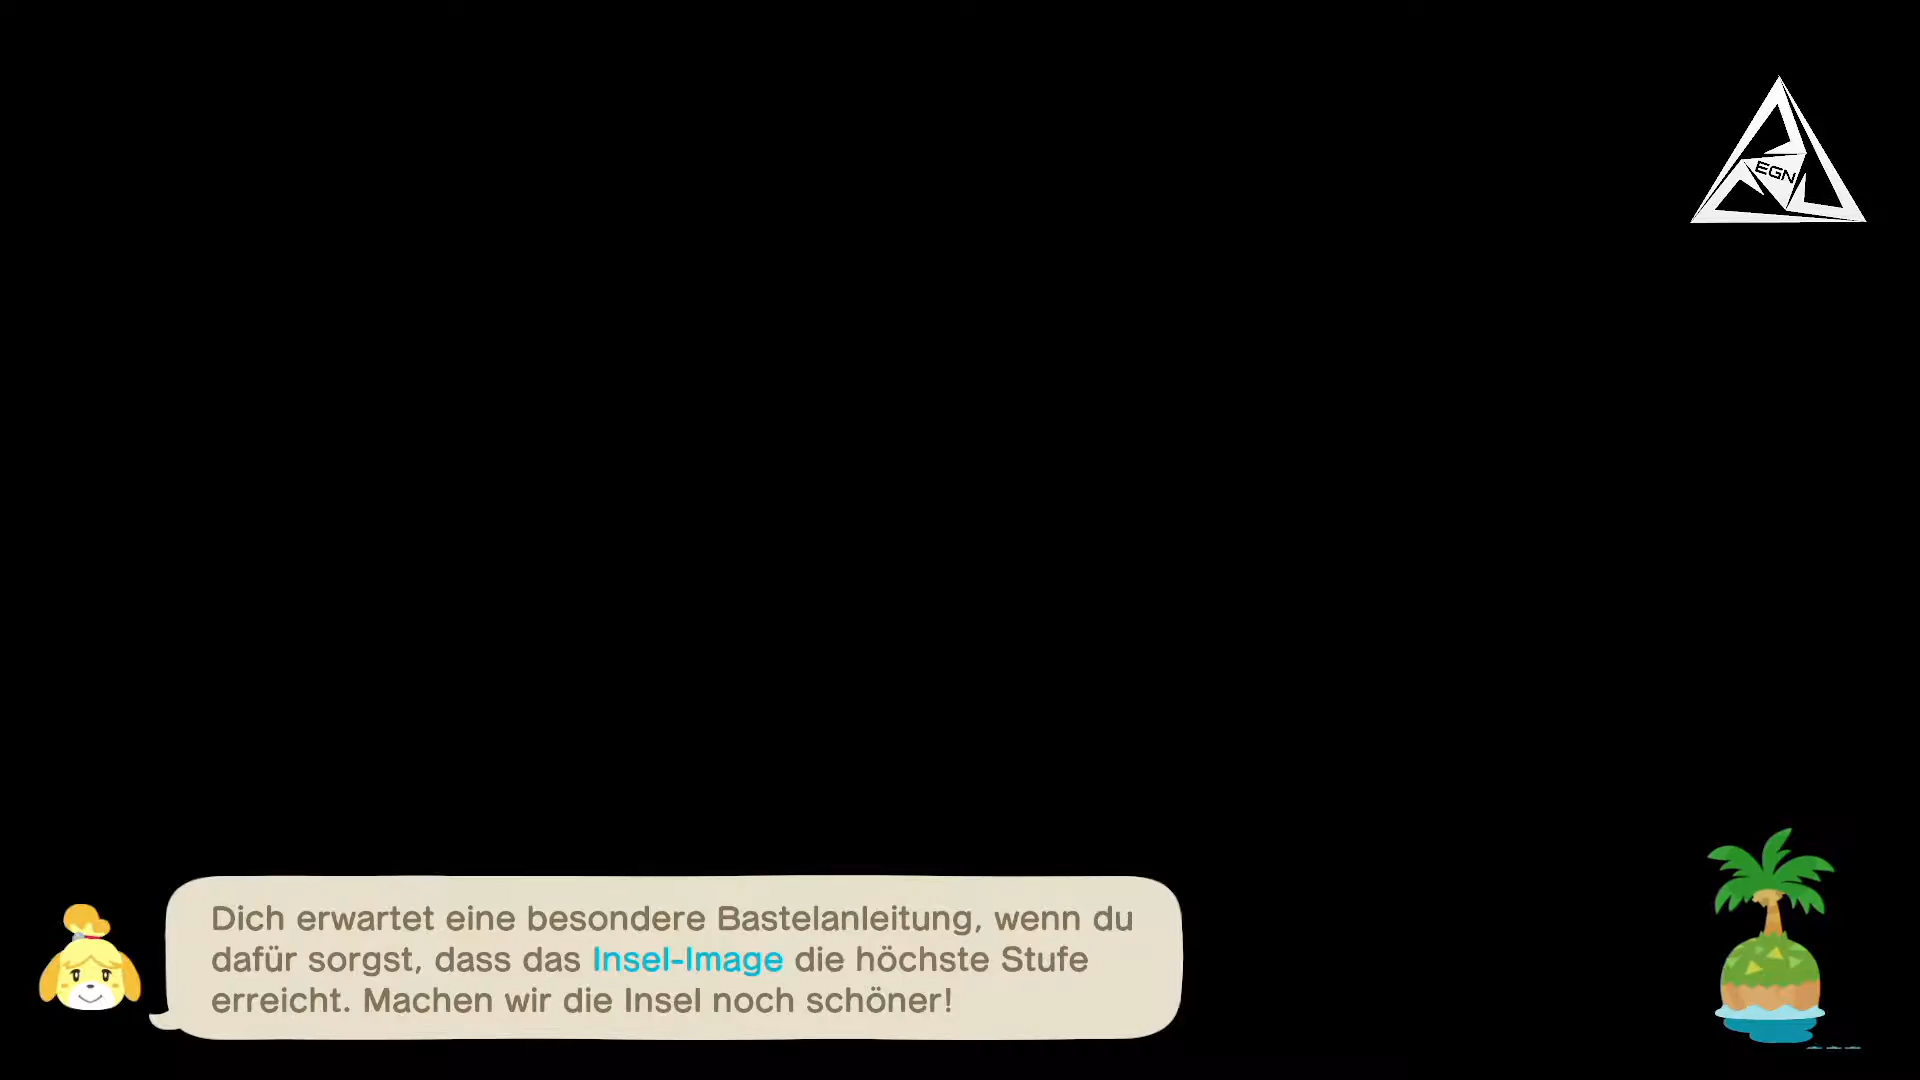 EGN
Dich erwartet eine besondere Bastelanleitung, wenn du
dafür sorgst, dass das Insel-Image die höchste Stufe
erreicht. Machen wir die Insel noch schöner!